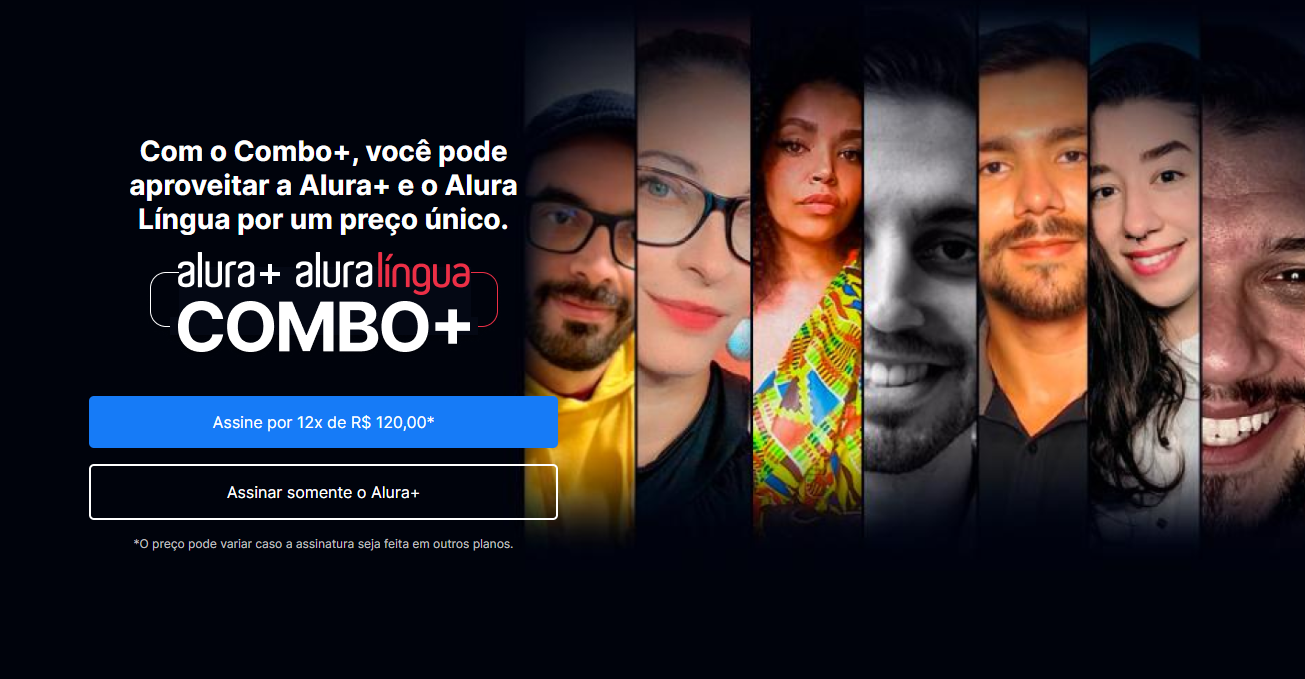 Com o Combo+, você pode
aproveitar a Alura+ e o Alura
Língua por um preço único.
alura+ aluralíngua
COMBO+
Assine por 12x de R$ 120,00*
Assinar somente o Alura+
*O preço pode variar caso a assinatura seja feita em outros planos.